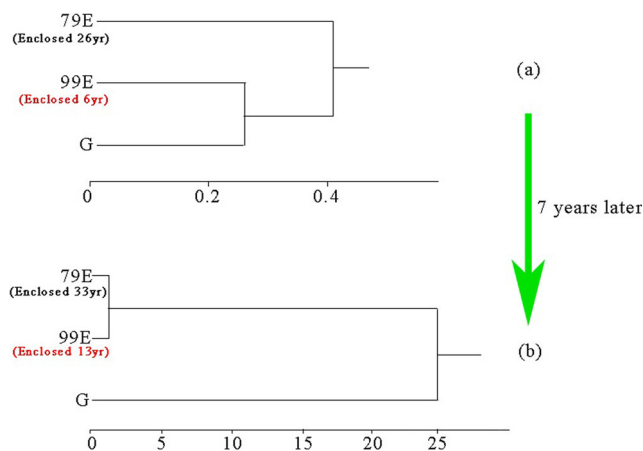 79E
(Enclosed 26yr)
99E
(Enclosed 6yr)
G
0 0.2 0.4
(a)
7 years later
79E
(Enclosed 33yr)
99E
(Enclosed 13yr)
G
(b)
0 5 10 15 20 25